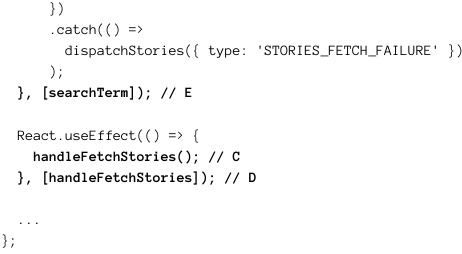 })
.catch(() =>
dispatchStories({ type: 'STORIES_FETCH_FAILURE' })
);
}, [searchTerm]); // E
React.useEffect(() => {
handleFetchStories(); // C
}, [handleFetchStories]); // D
...
};